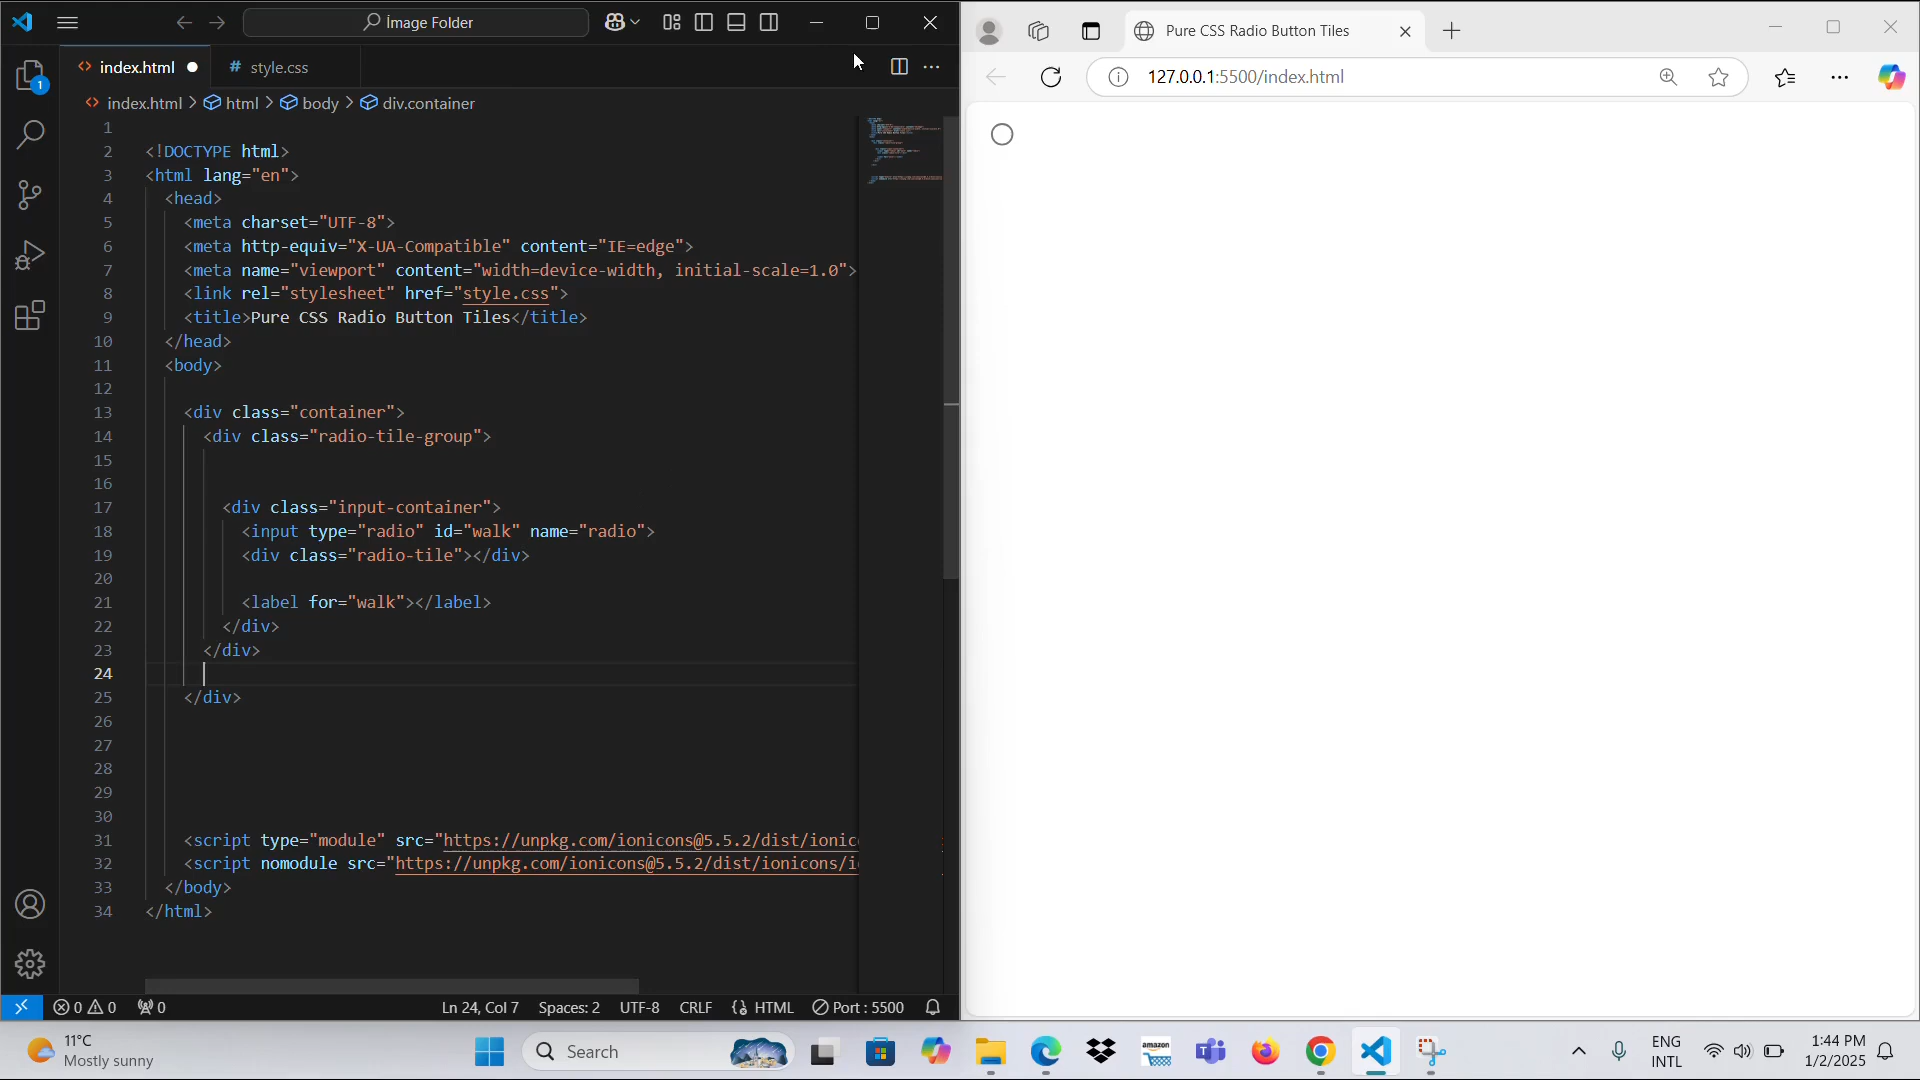 Image Folder
index.html
style.css
index.html > html > body > div.container
1
2 <!DOCTYPE html>
3 <html lang="en">
4 <head>
5 <meta charset="UTF-8">
6 <meta http-equiv="X-UA-Compatible" content="IE=edge">
7 <meta name="viewport" content="width=device-width, initial-scale=1.0">
8 <link rel="stylesheet" href="style.css">
9 <title>Pure CSS Radio Button Tiles</title>
10 </head>
11 <body>
12
13 <div class="container">
14 <div class="radio-tile-group">
15
16
17 <div class="input-container">
18 <input type="radio" id="walk" name="radio">
19 <div class="radio-tile"></div>
20
21 <label for="walk"></label>
22 </div>
23 </div>
24
25 </div>
26
27
28
29
30
31 <script type="module" src="https://unpkg.com/ionicons@5.5.2/dist/ionic
32 <script nomodule src="https://unpkg.com/ionicons@5.5.2/dist/ionicons/i
33 </body>
34 </html>
1
0 0 0
Ln 24, Col 7 Spaces: 2 UTF-8 CRLF HTML Port : 5500
Pure CSS Radio Button Tiles
127.0.0.1:5500/index.html
11°C
Mostly sunny
Search
amazon
ENG
INTL
1:44 PM
1/2/2025